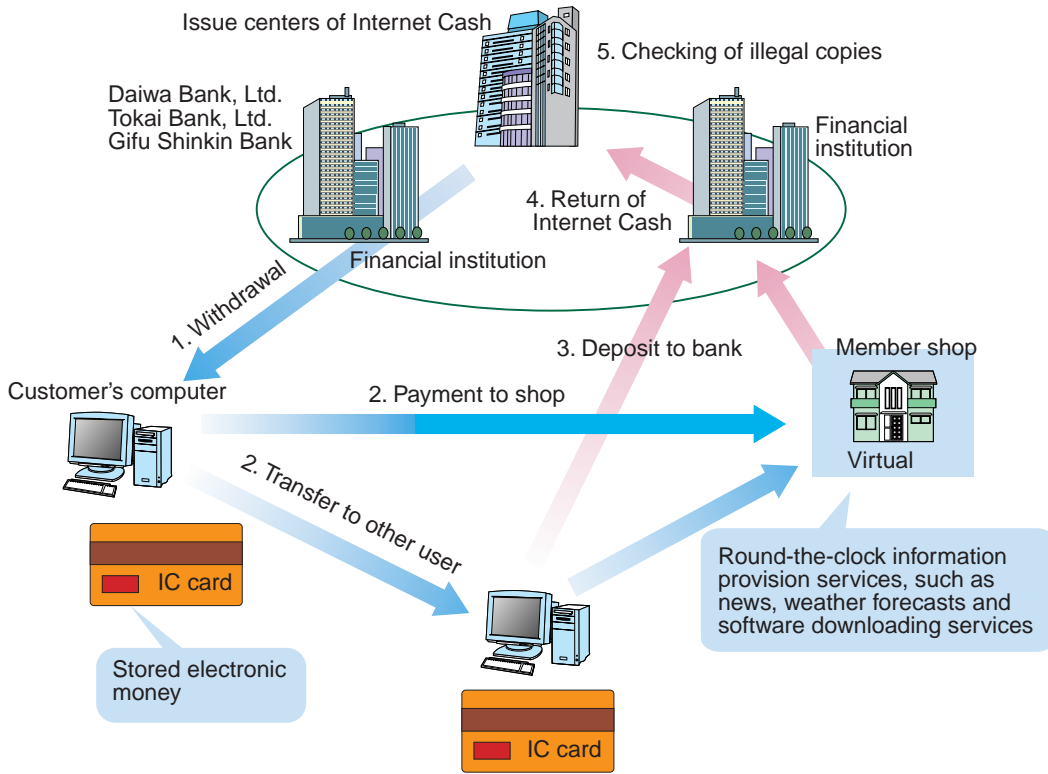 Issue centers of Internet Cash
5. Checking of illegal copies
Daiwa Bank, Ltd.
Tokai Bank, Ltd.
Gifu Shinkin Bank
Financial
institution
4. Return of
Internet Cash
Financial institution
1. Withdrawal
3. Deposit to bank
Member shop
Customer's computer
2. Payment to shop
Virtual
2. Transfer to other user
IC card
Round-the-clock information
provision services, such as
news, weather forecasts and
software downloading services
Stored electronic
money
IC card